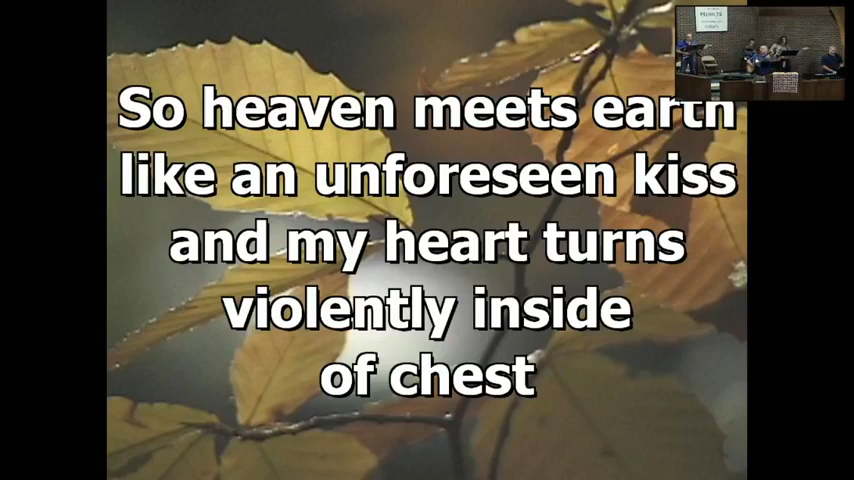 So heaven meets earth
like an unforeseen kiss
and my heart turns
violently inside
of chest